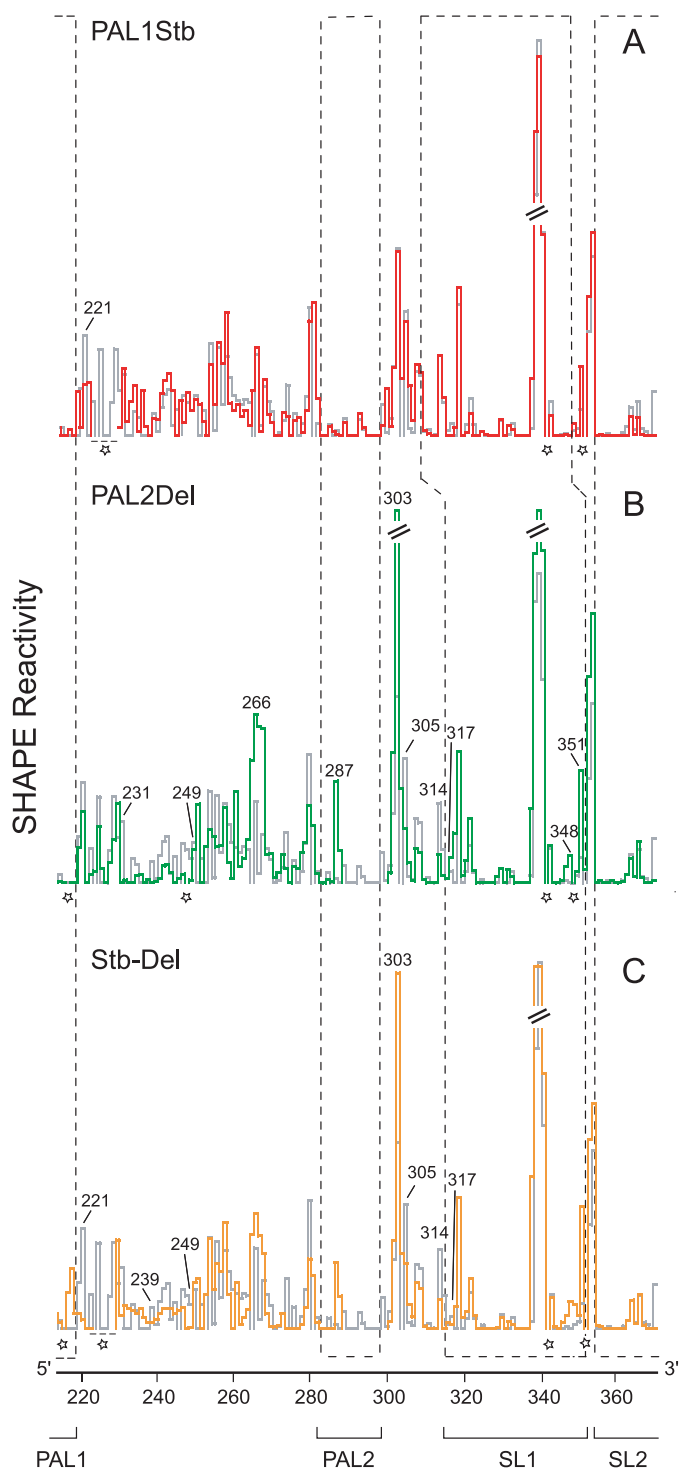 PAL1Stb
A
221
PAL2Del
B
303
266
305
317
351
287
314
231
249
348
SHAPE Reactivity
Stb-Del
C
303
305
317
221
314
249
239
5'
3'
220 240 260 280 300 320 340 360
PAL1 PAL2 SL1 SL2